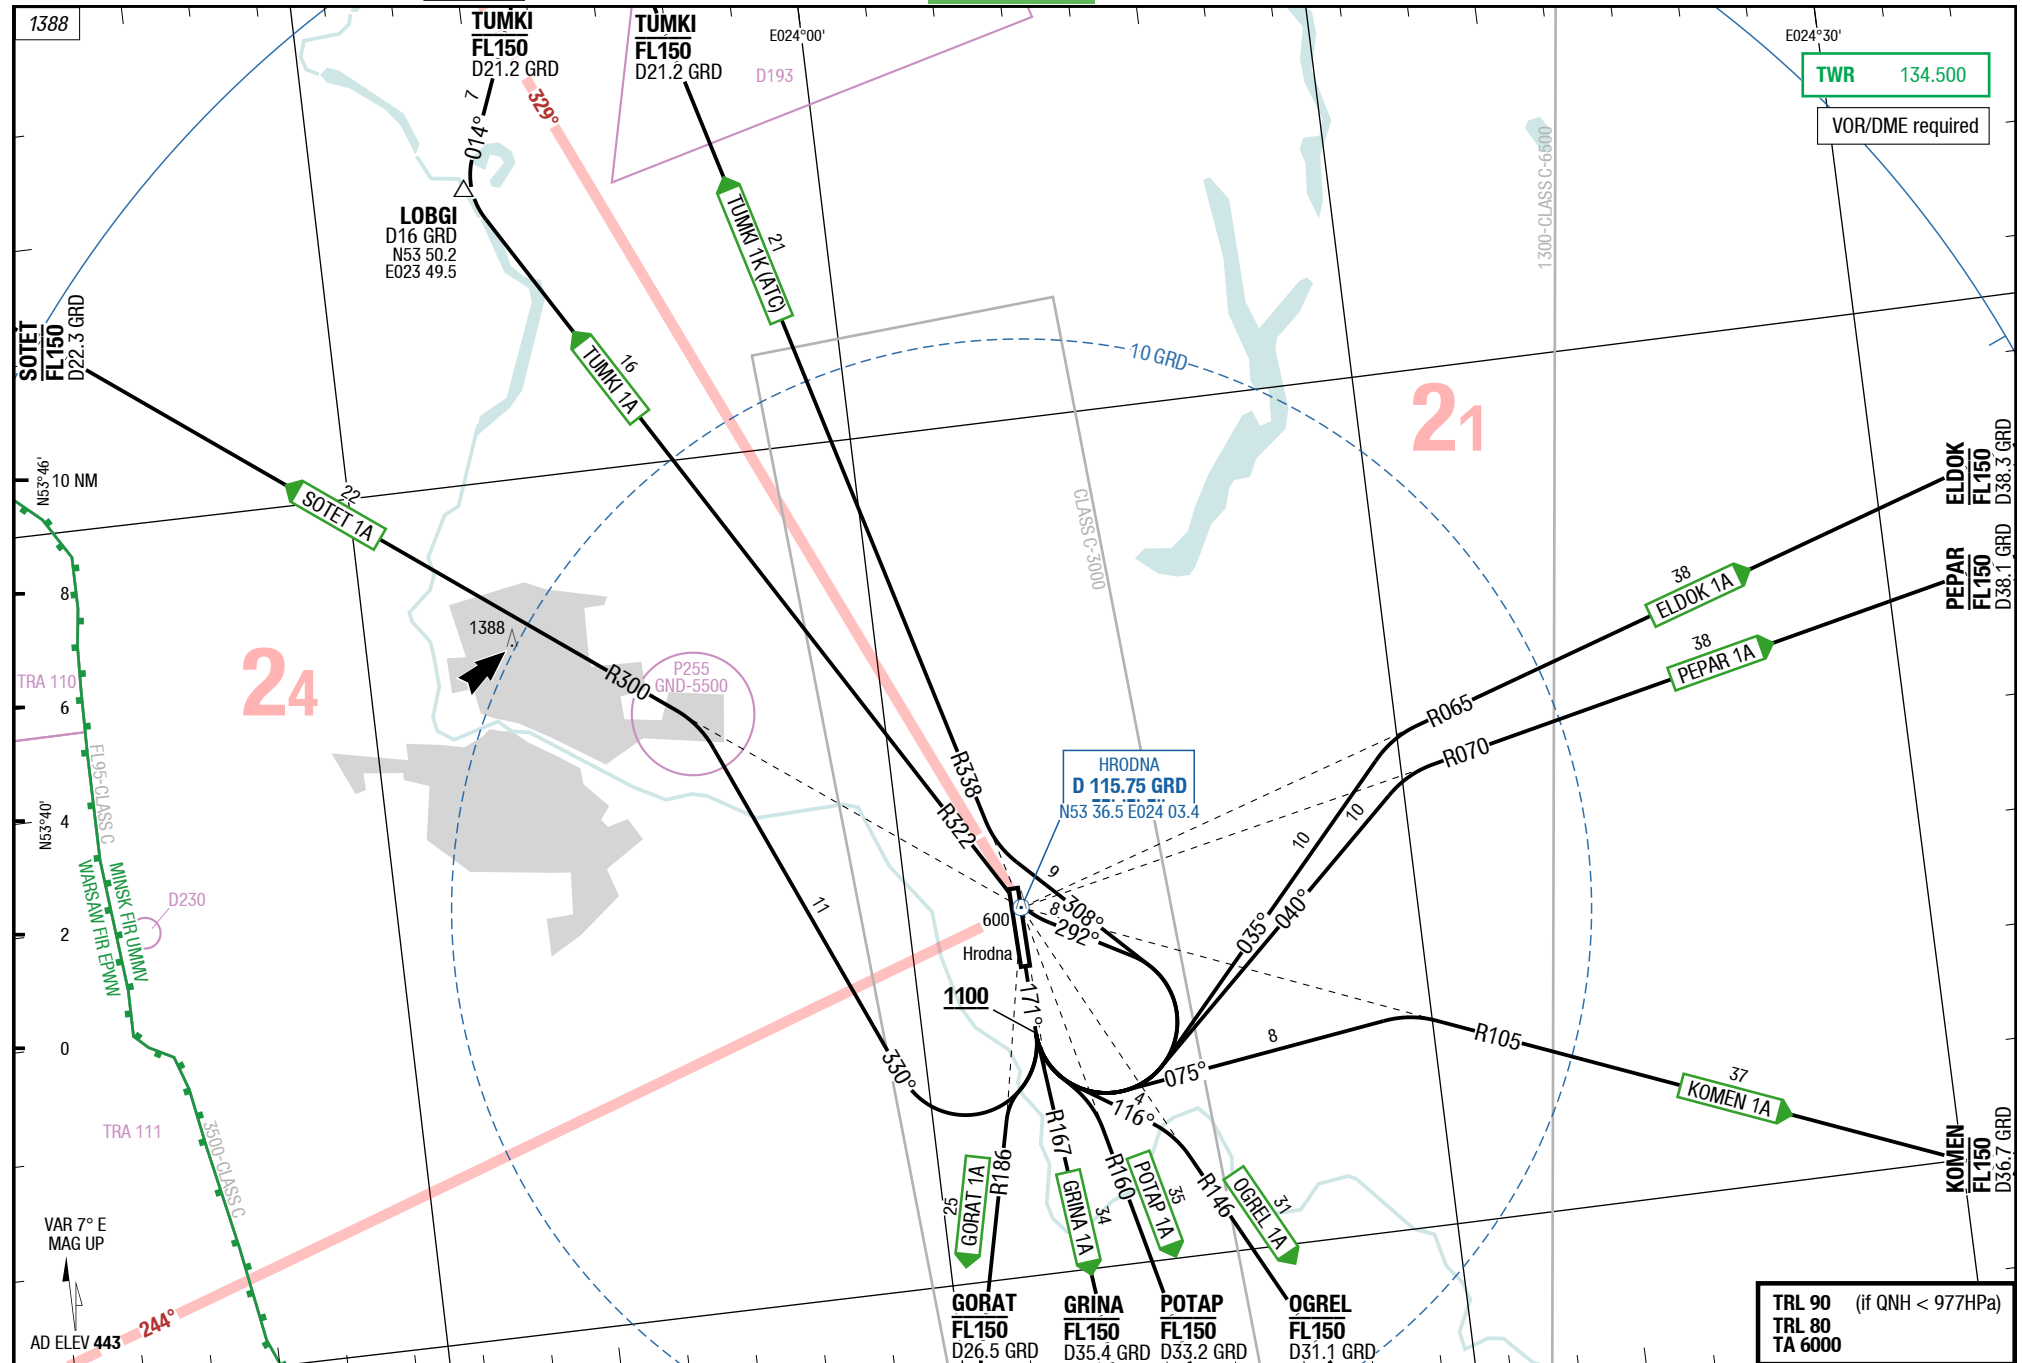 1388
TUMKI
FL150
D21.2 GRD
TUMKI
FL150
D21.2 GRD
E024°00'
D193
E024°30'
TWR 134.500
VOR/DME required
7
014°
329°
1300-CLASS C-6500
LOBGI
D16 GRD
N53 50.2
E023 49.5
21
TUMKI 1K (ATC)
SOTET
FL150
D22.3 GRD
16
TUMKI 1A
10 GRD
21
N53°46'
10 NM
22
SOTET 1A
CLASS C-3000
ELDOK
FL150
D38.3 GRD
PEPAR
FL150
D38.1 GRD
8
38
ELDOK 1A
38
PEPAR 1A
1388
R300
P255
GND-5500
TRA 110
24
6
R065
R070
FL95-CLASS C
R338
R322
HRODNA
D 115.75 GRD
N53 36.5 E024 03.4
N53°40'
4
10
10
MINSK FIR UMMV
WARSAW FIR EPWW
D230
11
9
308°
8
292°
600
Hrodna
035°
040°
2
1100
171°
0
330°
075°
8
R105
37
KOMEN 1A
4
116°
TRA 111
3500-CLASS C
R167
R186
R160
R146
25
GORAT 1A
GRINA 1A
34
POTAP 1A
35
OGREL 1A
31
KOMEN
FL150
D36.7 GRD
VAR 7° E
MAG UP
244°
AD ELEV 443
GORAT
FL150
D26.5 GRD
GRINA
FL150
D35.4 GRD
POTAP
FL150
D33.2 GRD
OGREL
FL150
D31.1 GRD
TRL 90 (if QNH < 977HPa)
TRL 80
TA 6000